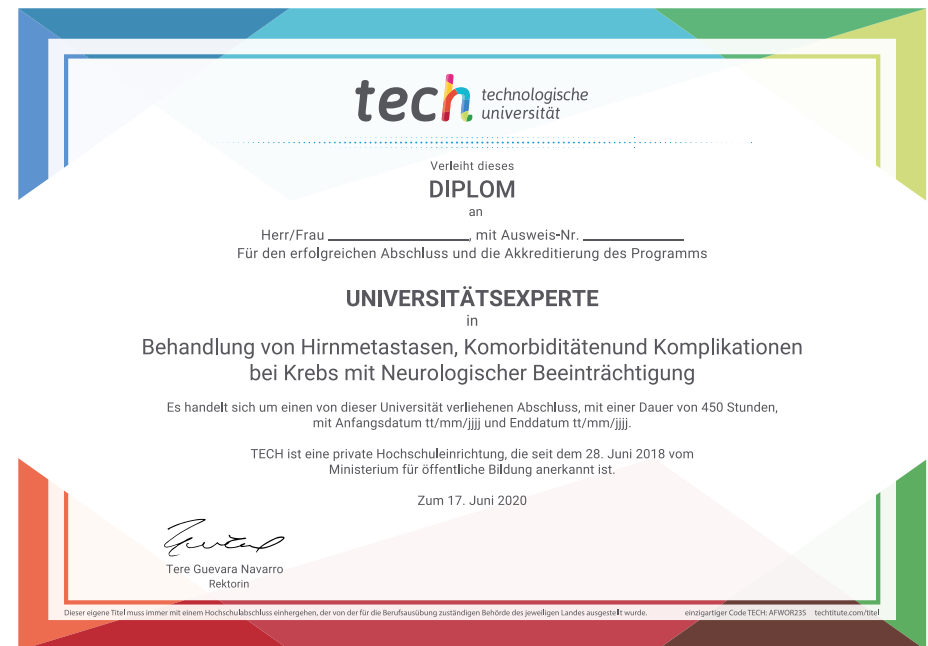 tech technologische
universität
Verleiht dieses
DIPLOM
an
Herr/Frau ____________, mit Ausweis-Nr. ____________
Für den erfolgreichen Abschluss und die Akkreditierung des Programms
UNIVERSITÄTSEXPERTE
in
Behandlung von Hirnmetastasen, Komorbiditätenund Komplikationen
bei Krebs mit Neurologischer Beeinträchtigung
Es handelt sich um einen von dieser Universität verliehenen Abschluss, mit einer Dauer von 450 Stunden,
mit Anfangsdatum tt/mm/jjjj und Enddatum tt/mm/jjjj.
TECH ist eine private Hochschuleinrichtung, die seit dem 28. Juni 2018 vom
Ministerium für öffentliche Bildung anerkannt ist.
Zum 17. Juni 2020
Tere Guevara Navarro
Rektorin
Dieser eigene Titel muss immer mit einem Hochschulabschluss einhergehen, der von der für die Berufsausübung zuständigen Behörde des jeweiligen Landes ausgestellt wurde. einzigartiger Code TECH: AFWOR23S techtitute.com/titel